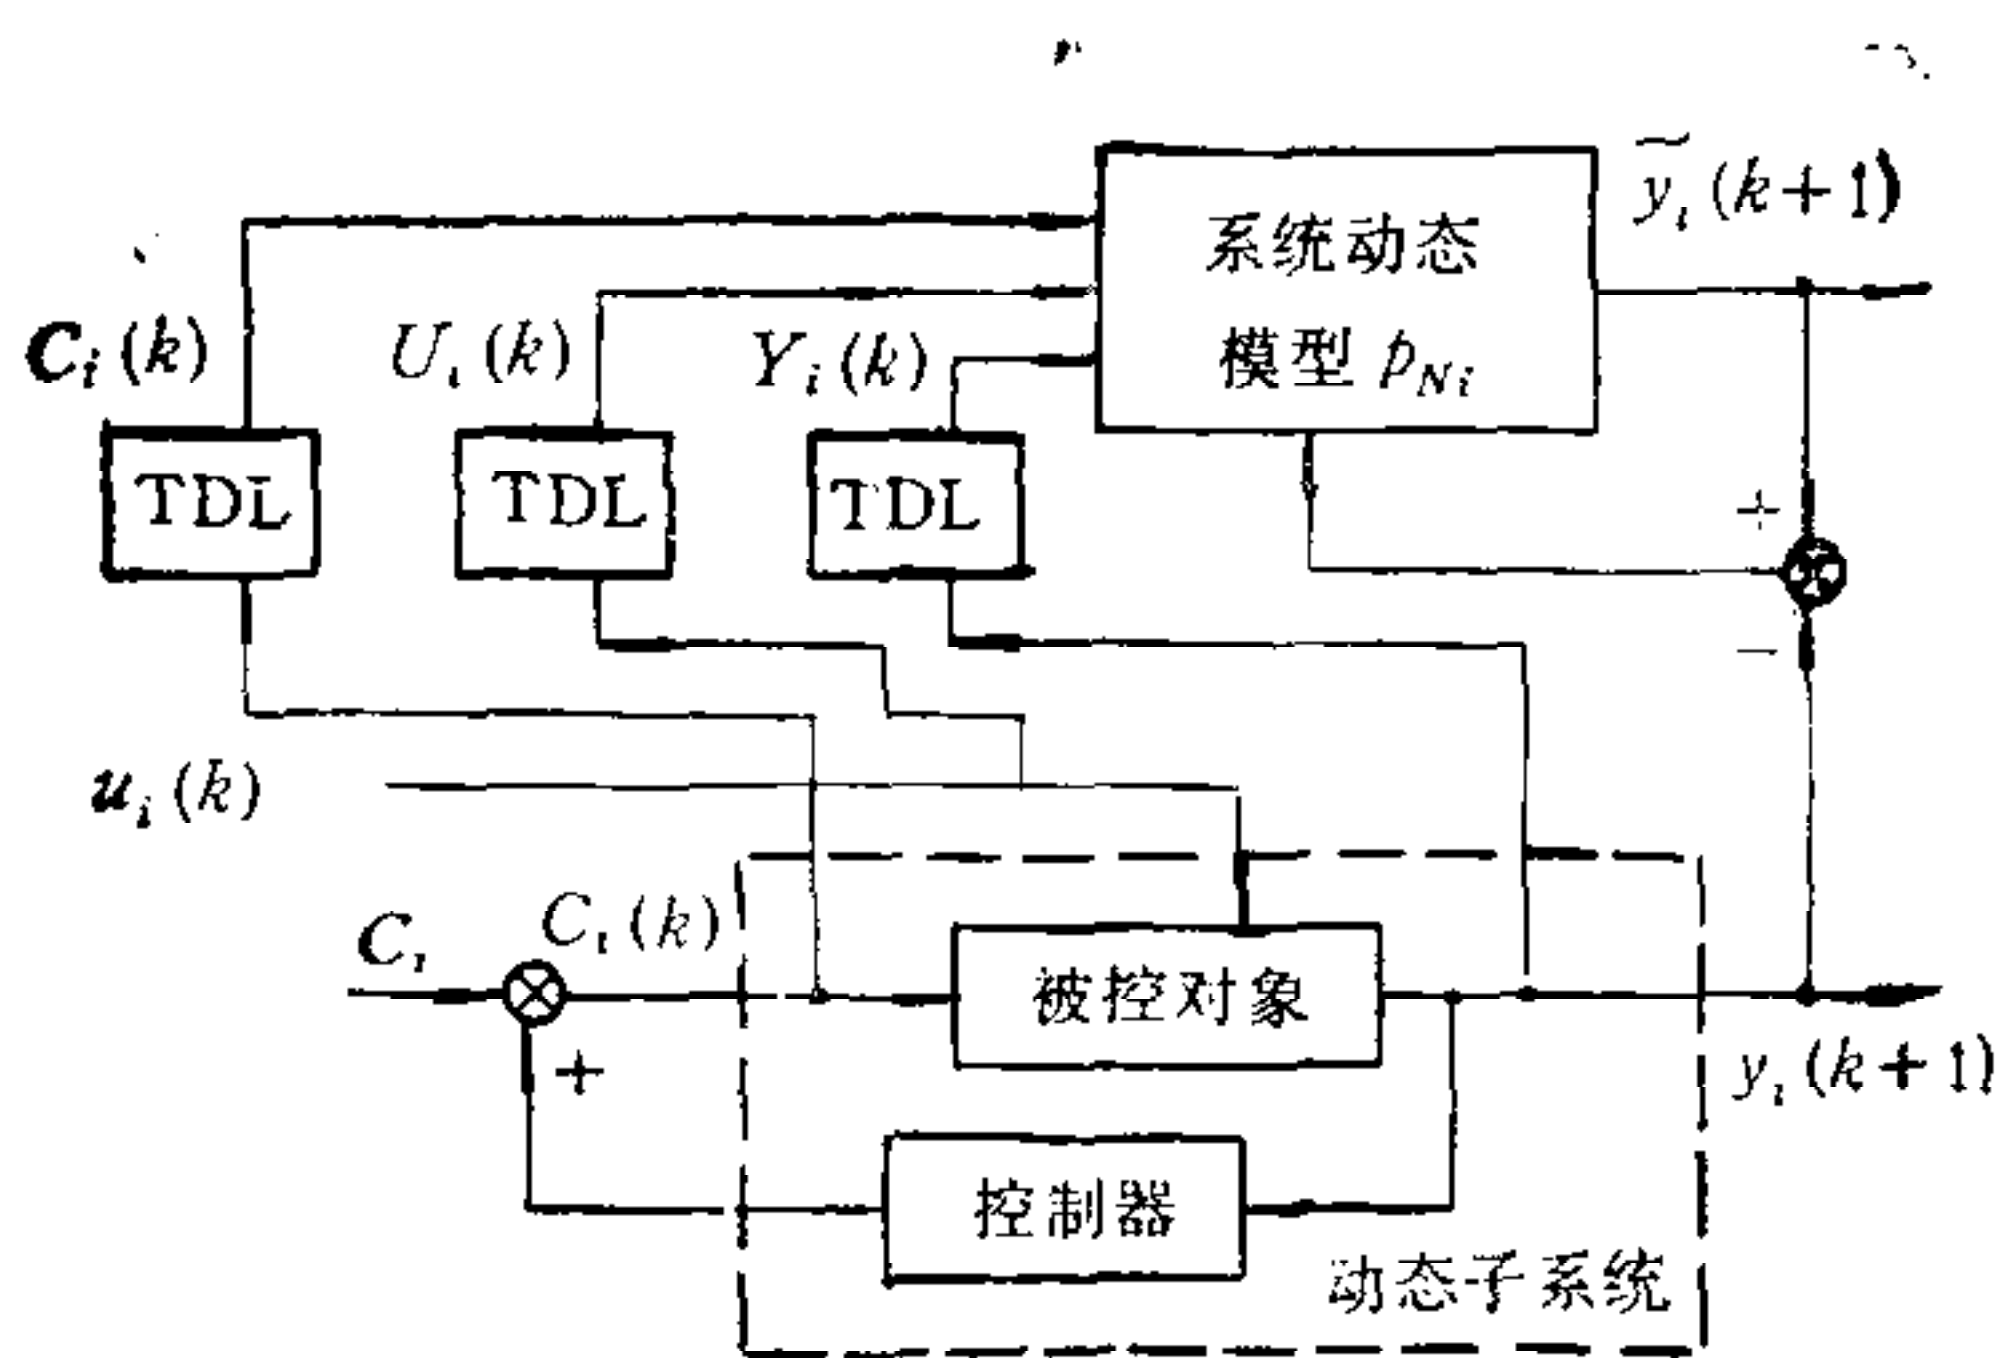 ỹᵢ(k+1)
系统动态
模型 pNi
Cᵢ(k)
Uᵢ(k)
Yᵢ(k)
TDL
TDL
TDL
+
−
uᵢ(k)
Cᵢ
Cᵢ(k)
被控对象
+
yᵢ(k+1)
控制器
动态子系统